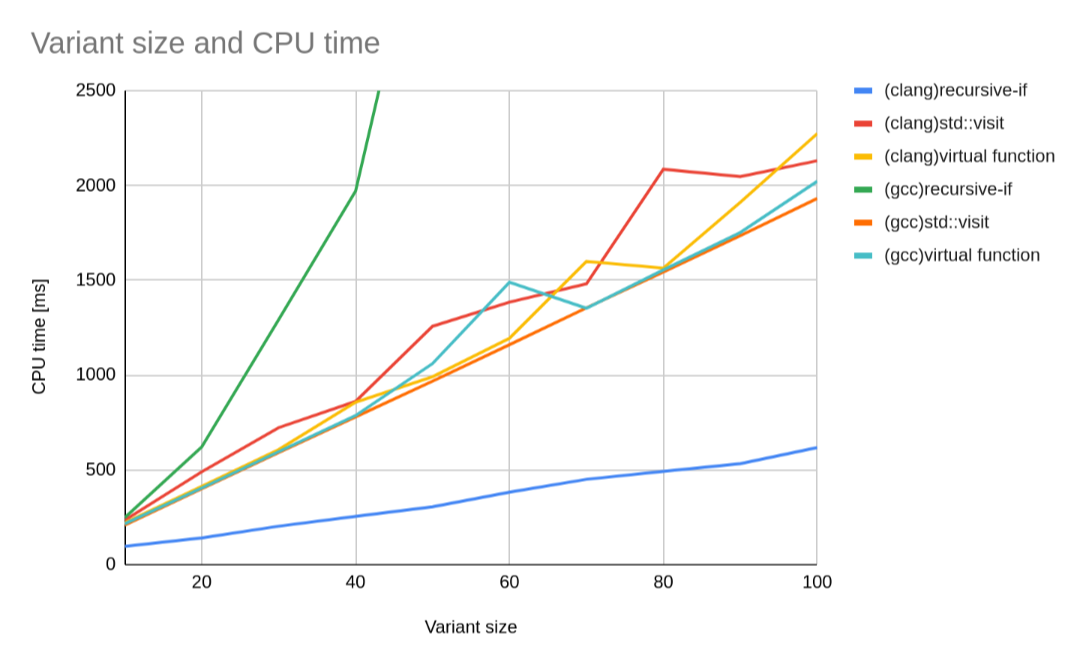 Variant size and CPU time
2500
2000
1500
1000
500
0
CPU time [ms]
20
40
60
80
100
Variant size
(clang)recursive-if
(clang)std::visit
(clang)virtual function
(gcc)recursive-if
(gcc)std::visit
(gcc)virtual function